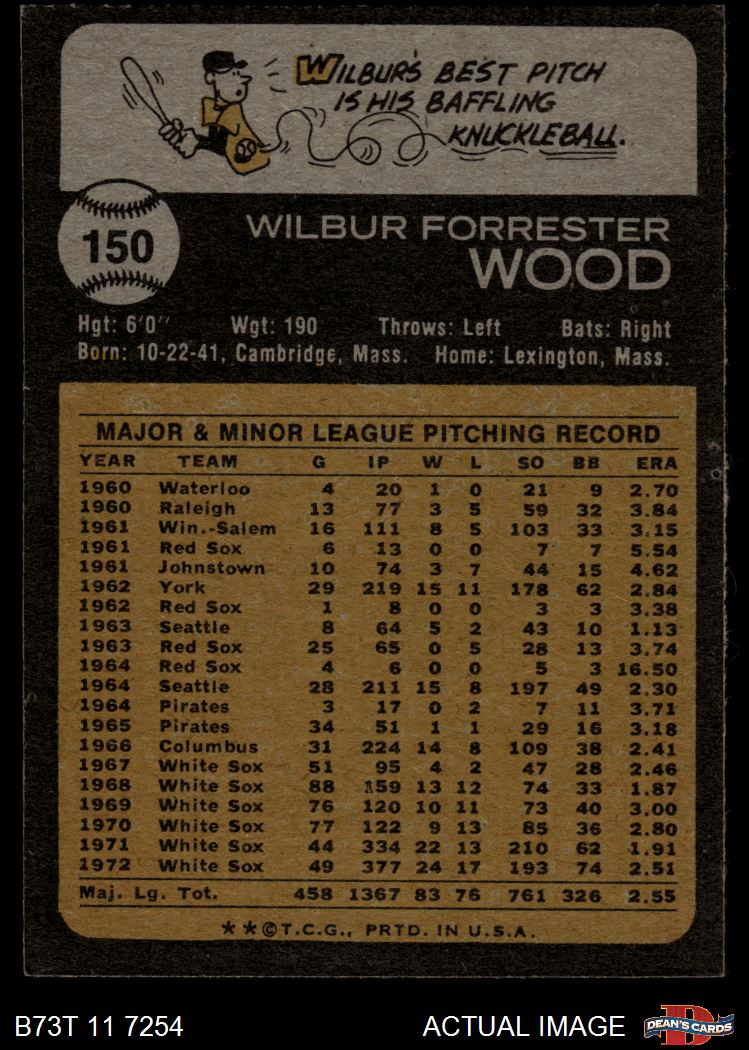 WILBUR'S BEST PITCH
IS HIS BAFFLING
KNUCKLEBALL.
150
WILBUR FORRESTER
WOOD
Hgt: 6'0" Wgt: 190 Throws: Left Bats: Right
Born: 10-22-41, Cambridge, Mass. Home: Lexington, Mass.
MAJOR & MINOR LEAGUE PITCHING RECORD
YEAR TEAM G IP W L SO BB ERA
1960 Waterloo 4 20 1 0 21 9 2.70
1960 Raleigh 13 77 3 5 59 32 3.84
1961 Win.-Salem 16 111 8 5 103 33 3.15
1961 Red Sox 6 13 0 0 7 7 5.54
1961 Johnstown 10 74 3 7 44 15 4.62
1962 York 29 219 15 11 178 62 2.84
1962 Red Sox 1 8 0 0 3 3 3.38
1963 Seattle 8 64 5 2 43 10 1.13
1963 Red Sox 25 65 0 5 28 13 3.74
1964 Red Sox 4 6 0 0 5 3 16.50
1964 Seattle 28 211 15 8 197 49 2.30
1964 Pirates 3 17 0 2 7 11 3.71
1965 Pirates 34 51 1 1 29 16 3.18
1966 Columbus 31 224 14 8 109 38 2.41
1967 White Sox 51 95 4 2 47 28 2.46
1968 White Sox 88 159 13 12 74 33 1.87
1969 White Sox 76 120 10 11 73 40 3.00
1970 White Sox 77 122 9 13 85 36 2.80
1971 White Sox 44 334 22 13 210 62 1.91
1972 White Sox 49 377 24 17 193 74 2.51
Maj. Lg. Tot. 458 1367 83 76 761 326 2.55
**©T.C.G., PRTD. IN U.S.A.
B73T 11 7254 ACTUAL IMAGE DEAN'S CARDS